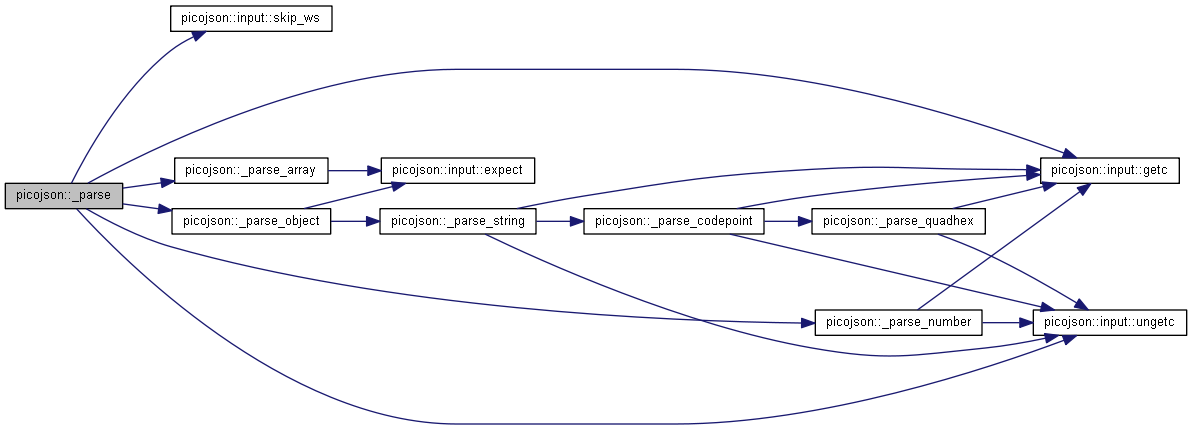 picojson::input::skip_ws
picojson::_parse_array
picojson::input::expect
picojson::input::getc
picojson::_parse
picojson::_parse_object
picojson::_parse_string
picojson::_parse_codepoint
picojson::_parse_quadhex
picojson::_parse_number
picojson::input::ungetc